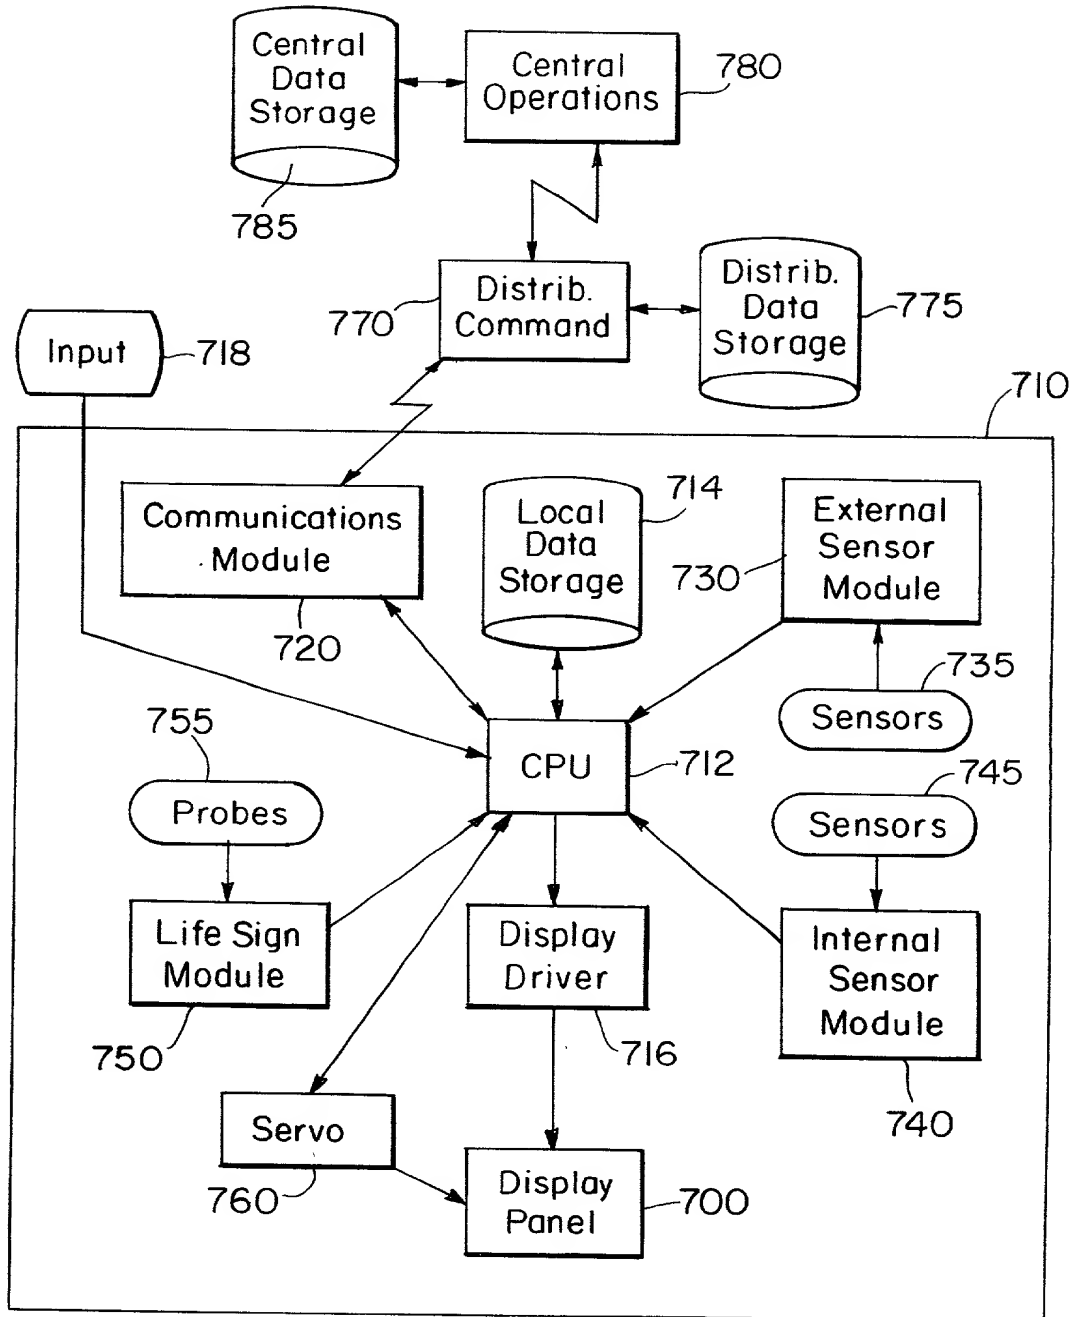 Central
Data
Storage
785
Central
Operations
780
Distrib.
Command
770
Distrib.
Data
Storage
775
Input
718
710
Communications
Module
720
Local
Data
Storage
714
External
Sensor
Module
730
Sensors
735
CPU
712
755
Probes
Sensors
745
Life Sign
Module
750
Display
Driver
716
Internal
Sensor
Module
740
Servo
760
Display
Panel
700